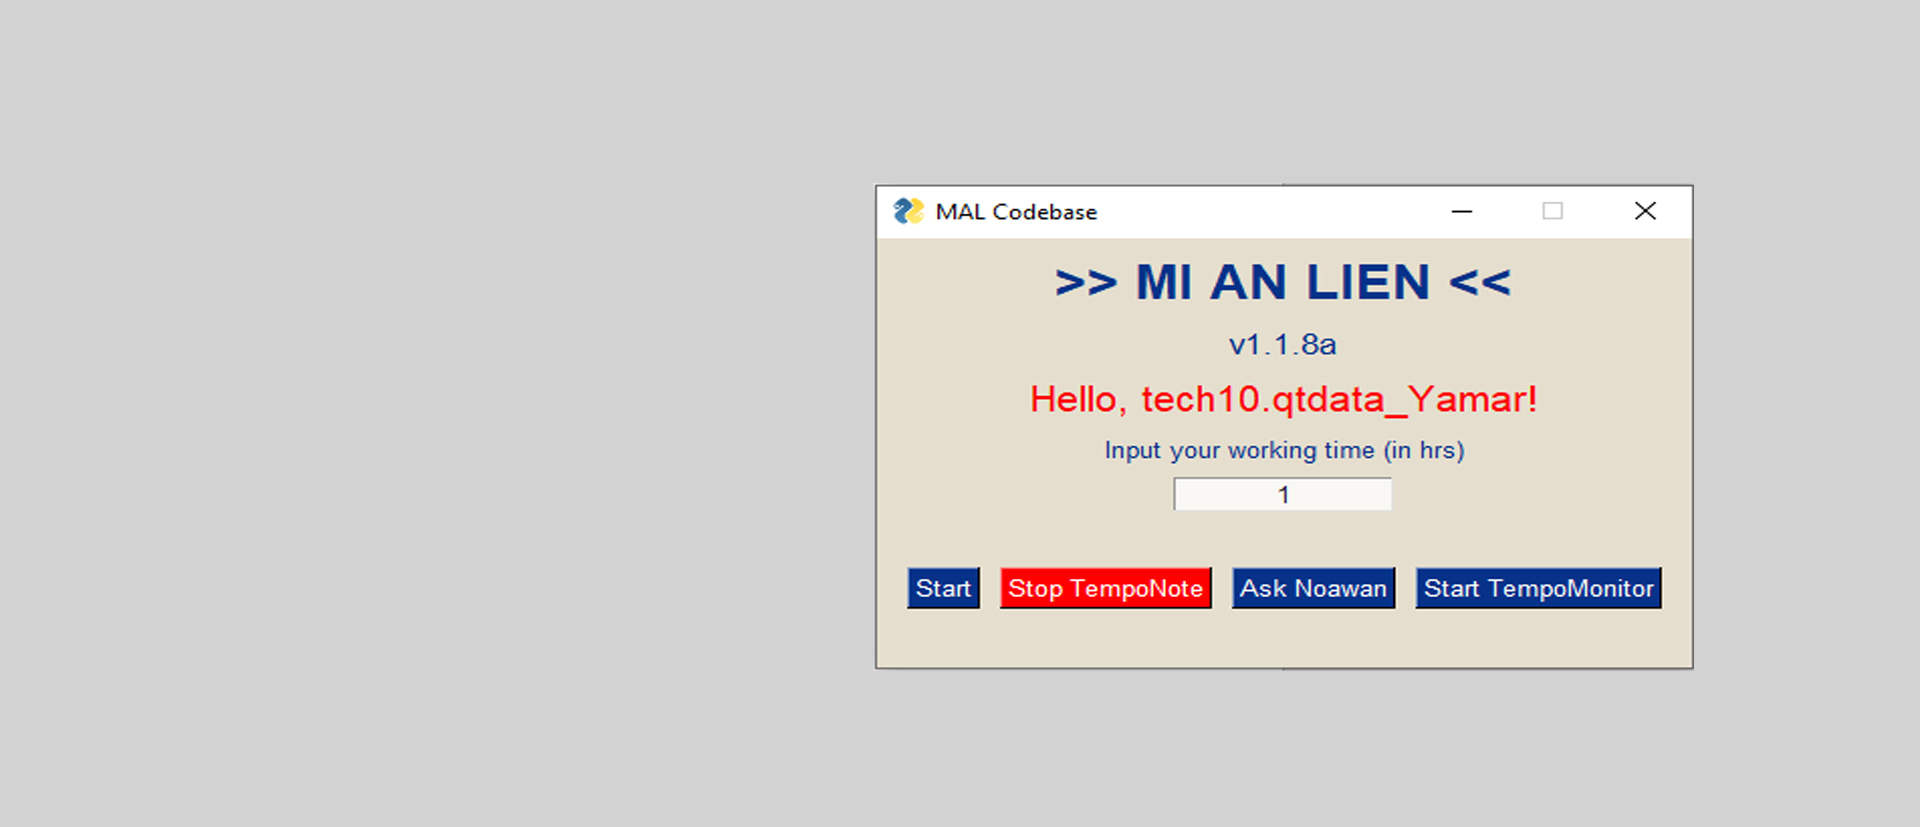 MAL Codebase
>> MI AN LIEN <<
v1.1.8a
Hello, tech10.qtdata_Yamar!
Input your working time (in hrs)
1
Start Stop TempoNote Ask Noawan Start TempoMonitor